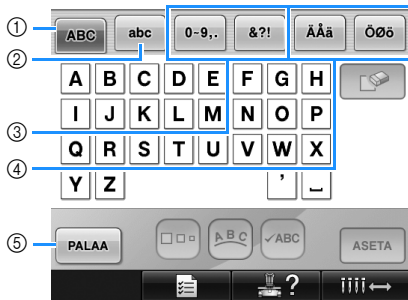 ① ABC abc 0~9,. &?! ÄÅä ÖØö
②
A B C D E F G H
③ I J K L M N O P
④ Q R S T U V W X
Y Z ' ⎵
⑤ PALAA ABC ✓ABC ASETA
?